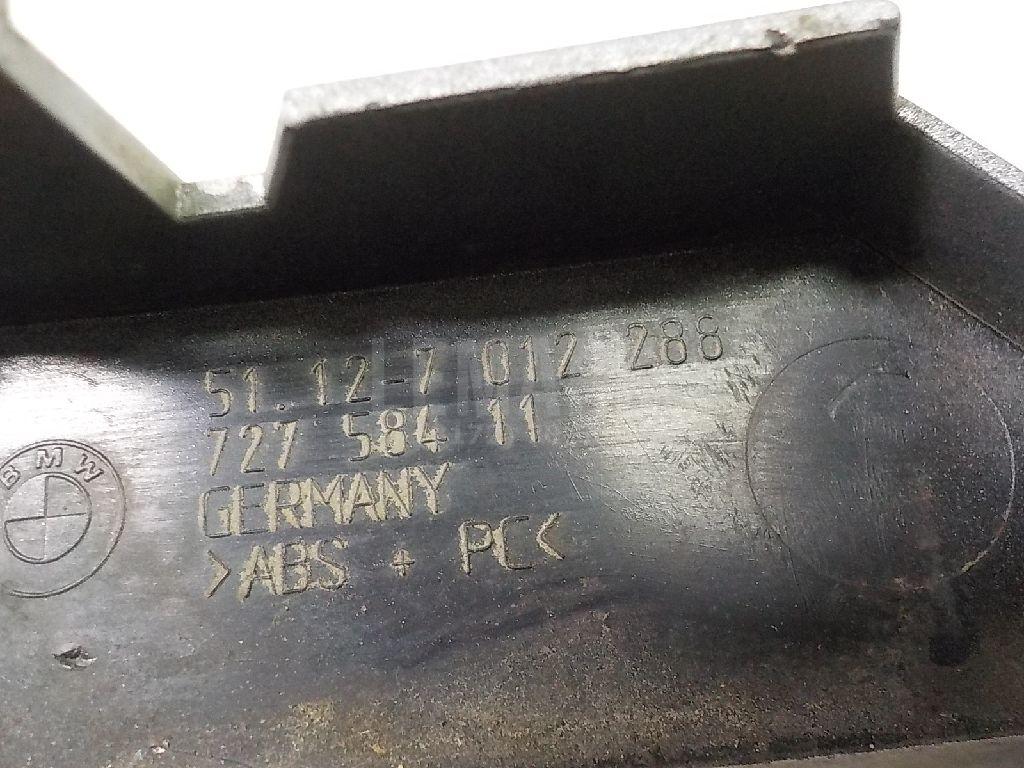 51.12-7 012 288
727 584 11
GERMANY
>ABS + PC<
BMW